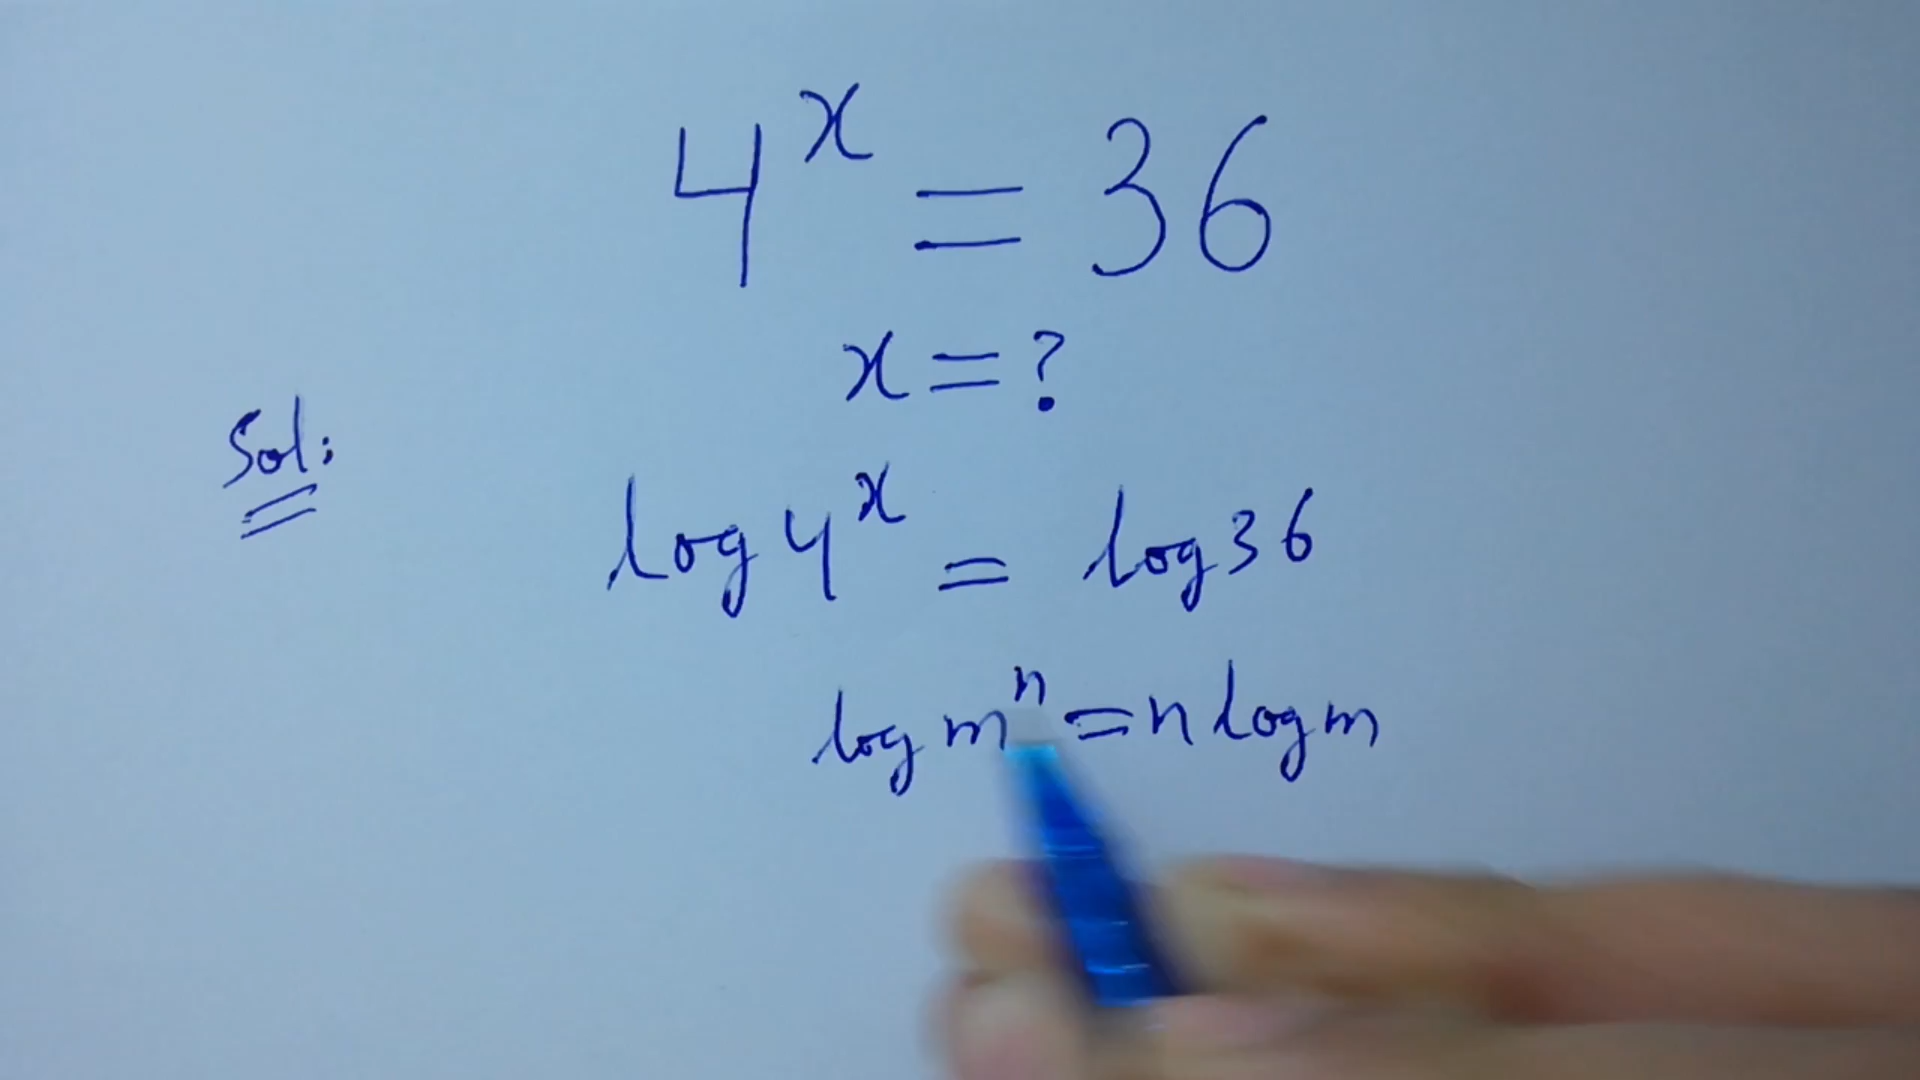 4^x = 36
x = ?
Sol:
log 4^x = log 36
log m^n = n log m